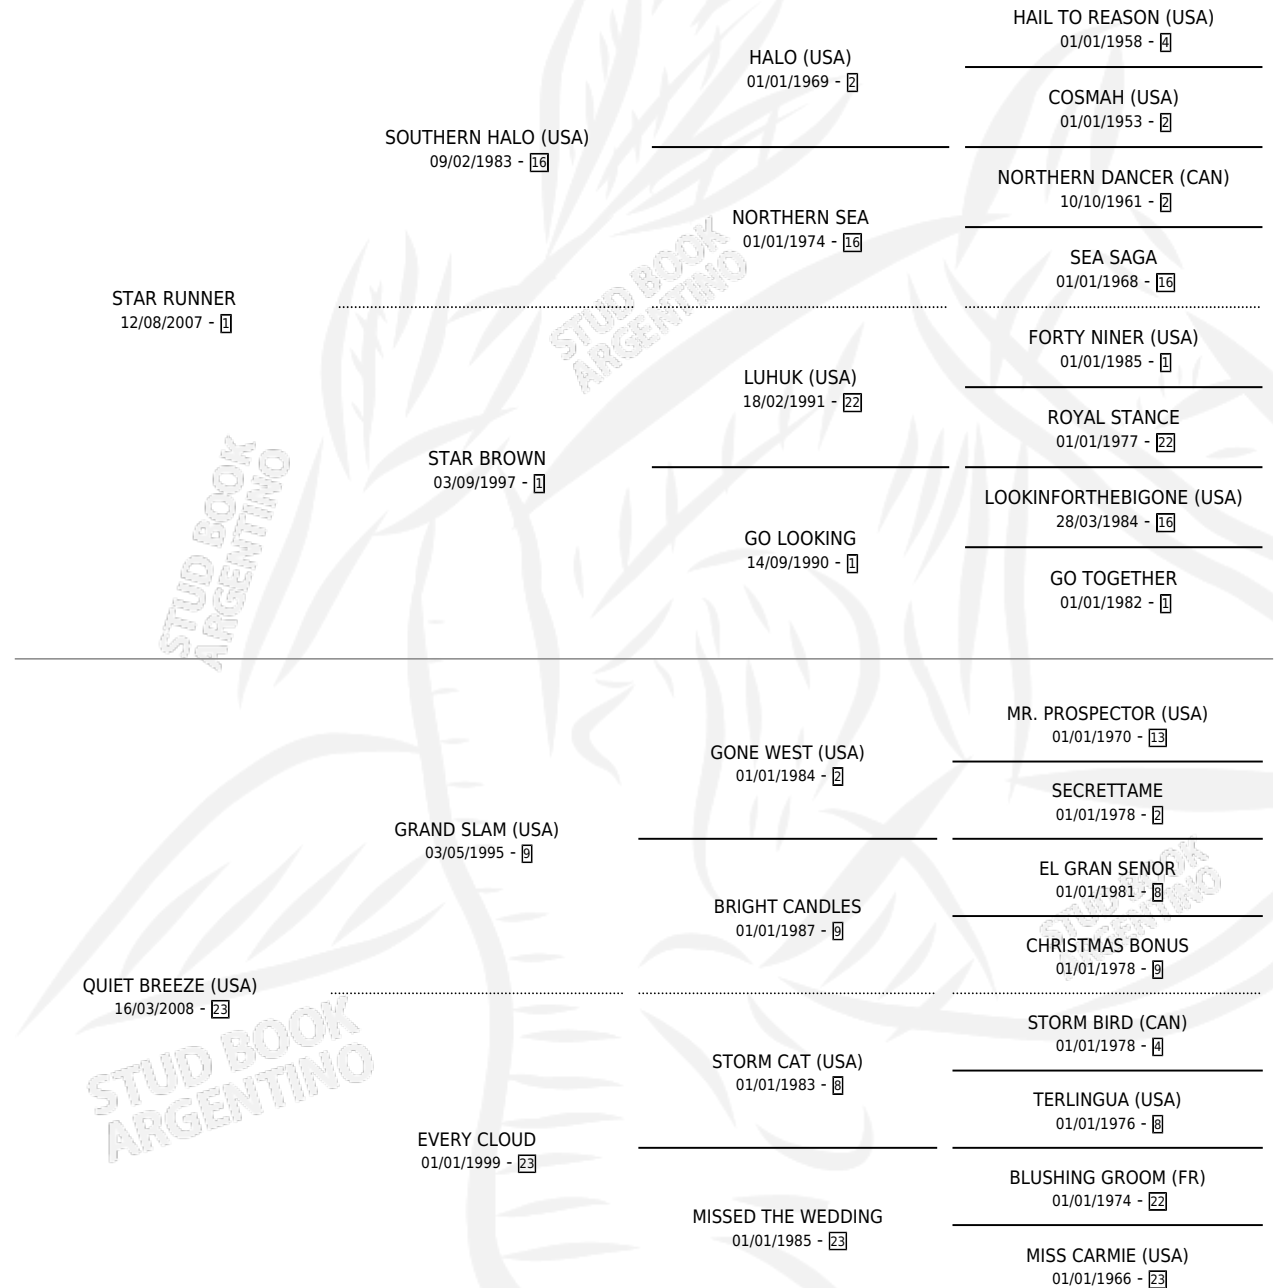 HAIL TO REASON (USA)
01/01/1958 - 4
HALO (USA)
01/01/1969 - 2
COSMAH (USA)
01/01/1953 - 2
SOUTHERN HALO (USA)
09/02/1983 - 16
NORTHERN DANCER (CAN)
10/10/1961 - 2
NORTHERN SEA
01/01/1974 - 16
SEA SAGA
01/01/1968 - 16
STAR RUNNER
12/08/2007 - 1
STUD BOOK
ARGENTINO
FORTY NINER (USA)
01/01/1985 - 1
LUHUK (USA)
18/02/1991 - 22
ROYAL STANCE
01/01/1977 - 22
STAR BROWN
03/09/1997 - 1
LOOKINFORTHEBIGONE (USA)
28/03/1984 - 16
GO LOOKING
14/09/1990 - 1
GO TOGETHER
01/01/1982 - 1
STUD BOOK
ARGENTINO
MR. PROSPECTOR (USA)
01/01/1970 - 13
GONE WEST (USA)
01/01/1984 - 2
SECRETTAME
01/01/1978 - 2
GRAND SLAM (USA)
03/05/1995 - 9
EL GRAN SENOR
01/01/1981 - 8
STUD BOOK
ARGENTINO
BRIGHT CANDLES
01/01/1987 - 9
CHRISTMAS BONUS
01/01/1978 - 9
QUIET BREEZE (USA)
16/03/2008 - 23
STUD BOOK
ARGENTINO
STORM BIRD (CAN)
01/01/1978 - 4
STORM CAT (USA)
01/01/1983 - 8
TERLINGUA (USA)
01/01/1976 - 8
EVERY CLOUD
01/01/1999 - 23
BLUSHING GROOM (FR)
01/01/1974 - 22
MISSED THE WEDDING
01/01/1985 - 23
MISS CARMIE (USA)
01/01/1966 - 23